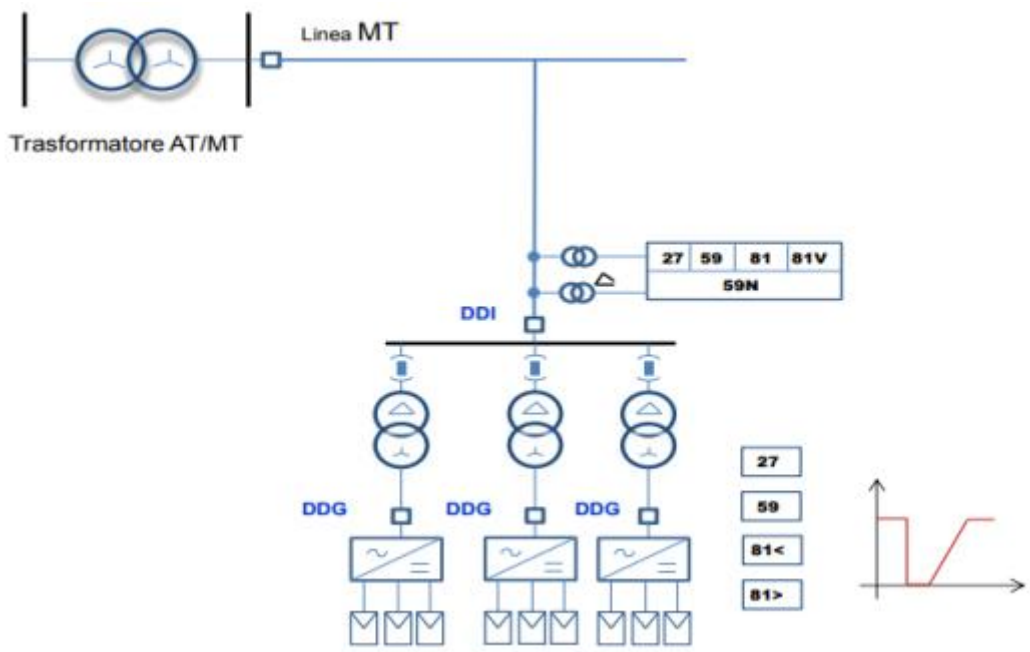 Linea MT
Trasformatore AT/MT
27 59 81 81V
59N
DDI
27
DDG DDG DDG
59
81<
81>